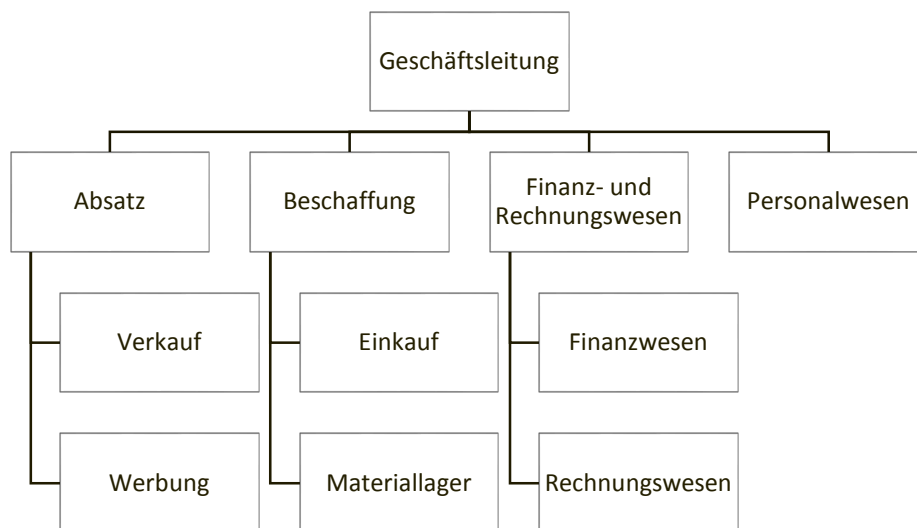 Geschäftsleitung
Absatz
Beschaffung
Finanz- und
Rechnungswesen
Personalwesen
Verkauf
Einkauf
Finanzwesen
Werbung
Materiallager
Rechnungswesen